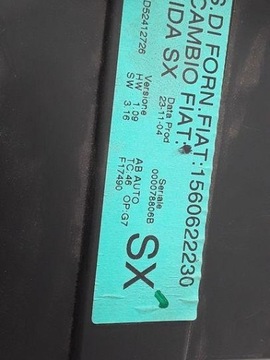 S. DI FORN.FIAT:1560622230
CAMBIO FIAT:
IDA SX
Data Prod
23-11-04
Seriale
000078806B
SX
D52412726
Versione
HW 1.09
SW 3.16
AB AUTO
TC.46 OP.G7
F17490